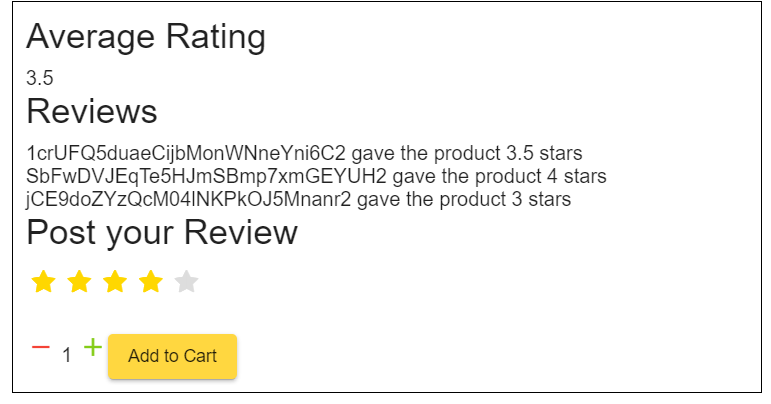 Average Rating
3.5
Reviews
1crUFQ5duaeCijbMonWNneYni6C2 gave the product 3.5 stars
SbFwDVJEqTe5HJmSBmp7xmGEYUH2 gave the product 4 stars
jCE9doZYzQcM04lNKPkOJ5Mnanr2 gave the product 3 stars
Post your Review
− 1 + Add to Cart